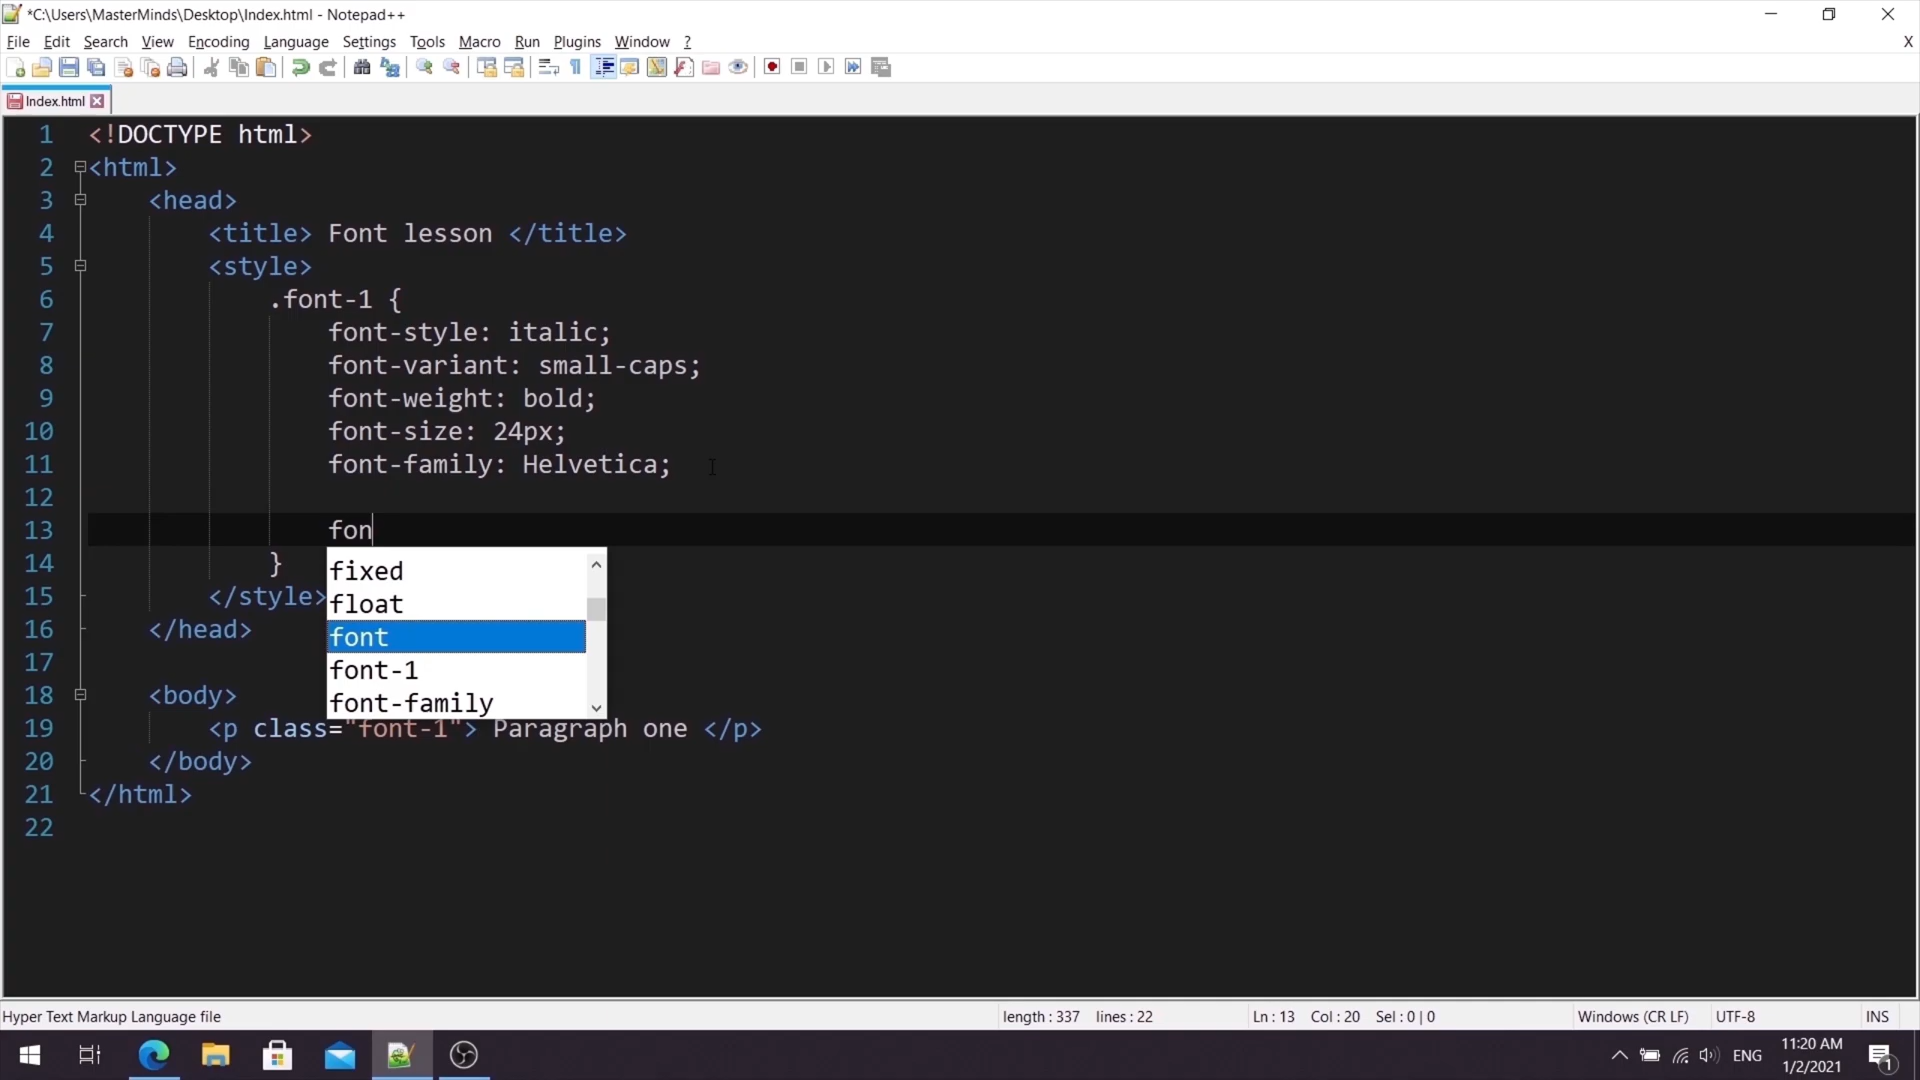 *C:\Users\MasterMinds\Desktop\Index.html - Notepad++
File Edit Search View Encoding Language Settings Tools Macro Run Plugins Window ? X
Index.html
1 <!DOCTYPE html>
2 <html>
3 <head>
4 <title> Font lesson </title>
5 <style>
6 .font-1 {
7 font-style: italic;
8 font-variant: small-caps;
9 font-weight: bold;
10 font-size: 24px;
11 font-family: Helvetica;
12
13 fon
14 }
fixed
15 </style>
float
16 </head>
font
17
font-1
18 <body>
font-family
19 <p class="font-1"> Paragraph one </p>
20 </body>
21 </html>
22
Hyper Text Markup Language file length : 337 lines : 22 Ln : 13 Col : 20 Sel : 0 | 0 Windows (CR LF) UTF-8 INS
ENG 11:20 AM
1/2/2021 1